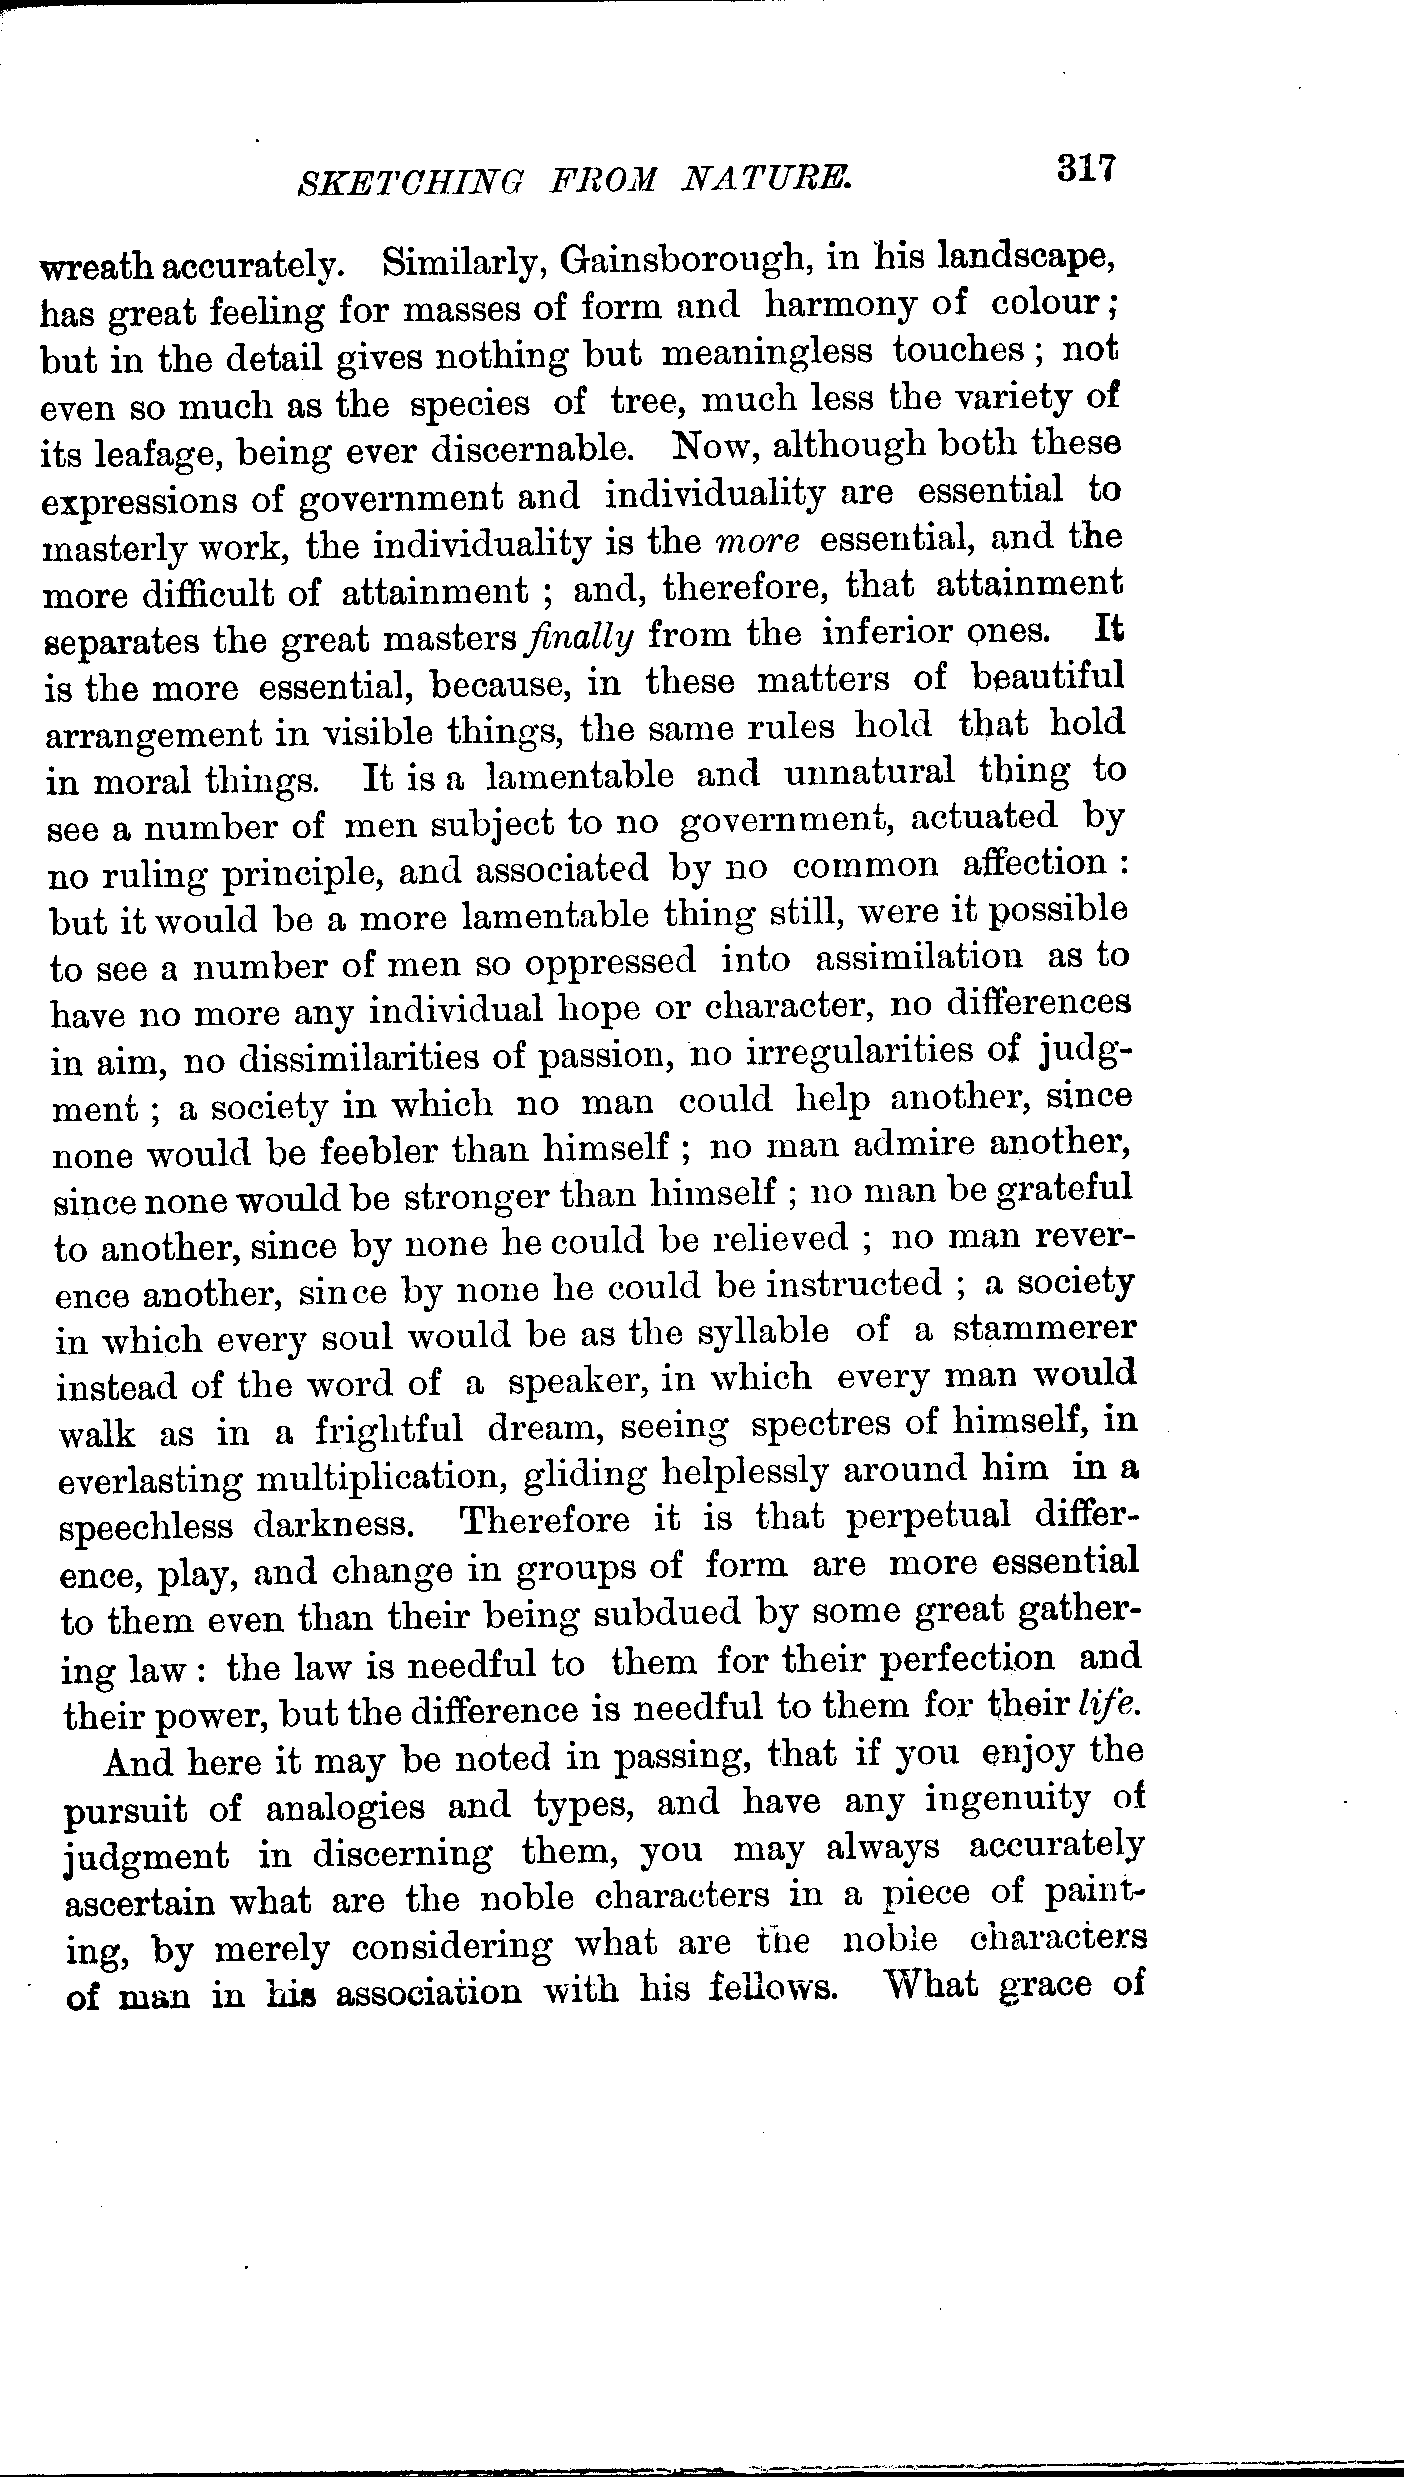 SKETCHING FROM NATURE. 317
wreath accurately. Similarly, Gainsborough, in his landscape,
has great feeling for masses of form and harmony of colour;
but in the detail gives nothing but meaningless touches; not
even so much as the species of tree, much less the variety of
its leafage, being ever discernable. Now, although both these
expressions of government and individuality are essential to
masterly work, the individuality is the more essential, and the
more difficult of attainment; and, therefore, that attainment
separates the great masters finally from the inferior ones. It
is the more essential, because, in these matters of beautiful
arrangement in visible things, the same rules hold that hold
in moral things. It is a lamentable and unnatural thing to
see a number of men subject to no government, actuated by
no ruling principle, and associated by no common affection:
but it would be a more lamentable thing still, were it possible
to see a number of men so oppressed into assimilation as to
have no more any individual hope or character, no differences
in aim, no dissimilarities of passion, no irregularities of judg-
ment; a society in which no man could help another, since
none would be feebler than himself; no man admire another,
since none would be stronger than himself; no man be grateful
to another, since by none he could be relieved; no man rever-
ence another, since by none he could be instructed; a society
in which every soul would be as the syllable of a stammerer
instead of the word of a speaker, in which every man would
walk as in a frightful dream, seeing spectres of himself, in
everlasting multiplication, gliding helplessly around him in a
speechless darkness. Therefore it is that perpetual differ-
ence, play, and change in groups of form are more essential
to them even than their being subdued by some great gather-
ing law: the law is needful to them for their perfection and
their power, but the difference is needful to them for their life.
And here it may be noted in passing, that if you enjoy the
pursuit of analogies and types, and have any ingenuity of
judgment in discerning them, you may always accurately
ascertain what are the noble characters in a piece of paint-
ing, by merely considering what are the noble characters
of man in his association with his fellows. What grace of